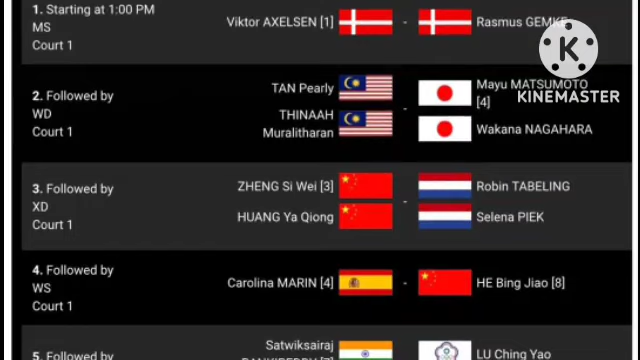 1. Starting at 1:00 PM
MS
Court 1
Viktor AXELSEN [1]
-
Rasmus GEMKE
2. Followed by
WD
Court 1
TAN Pearly
THINAAH
Muralitharan
-
Mayu MATSUMOTO
[4]
Wakana NAGAHARA
3. Followed by
XD
Court 1
ZHENG Si Wei [3]
HUANG Ya Qiong
-
Robin TABELING
Selena PIEK
4. Followed by
WS
Court 1
Carolina MARIN [4]
-
HE Bing Jiao [8]
5. Followed by
Satwiksairaj
LU Ching Yao
K
KINEMASTER